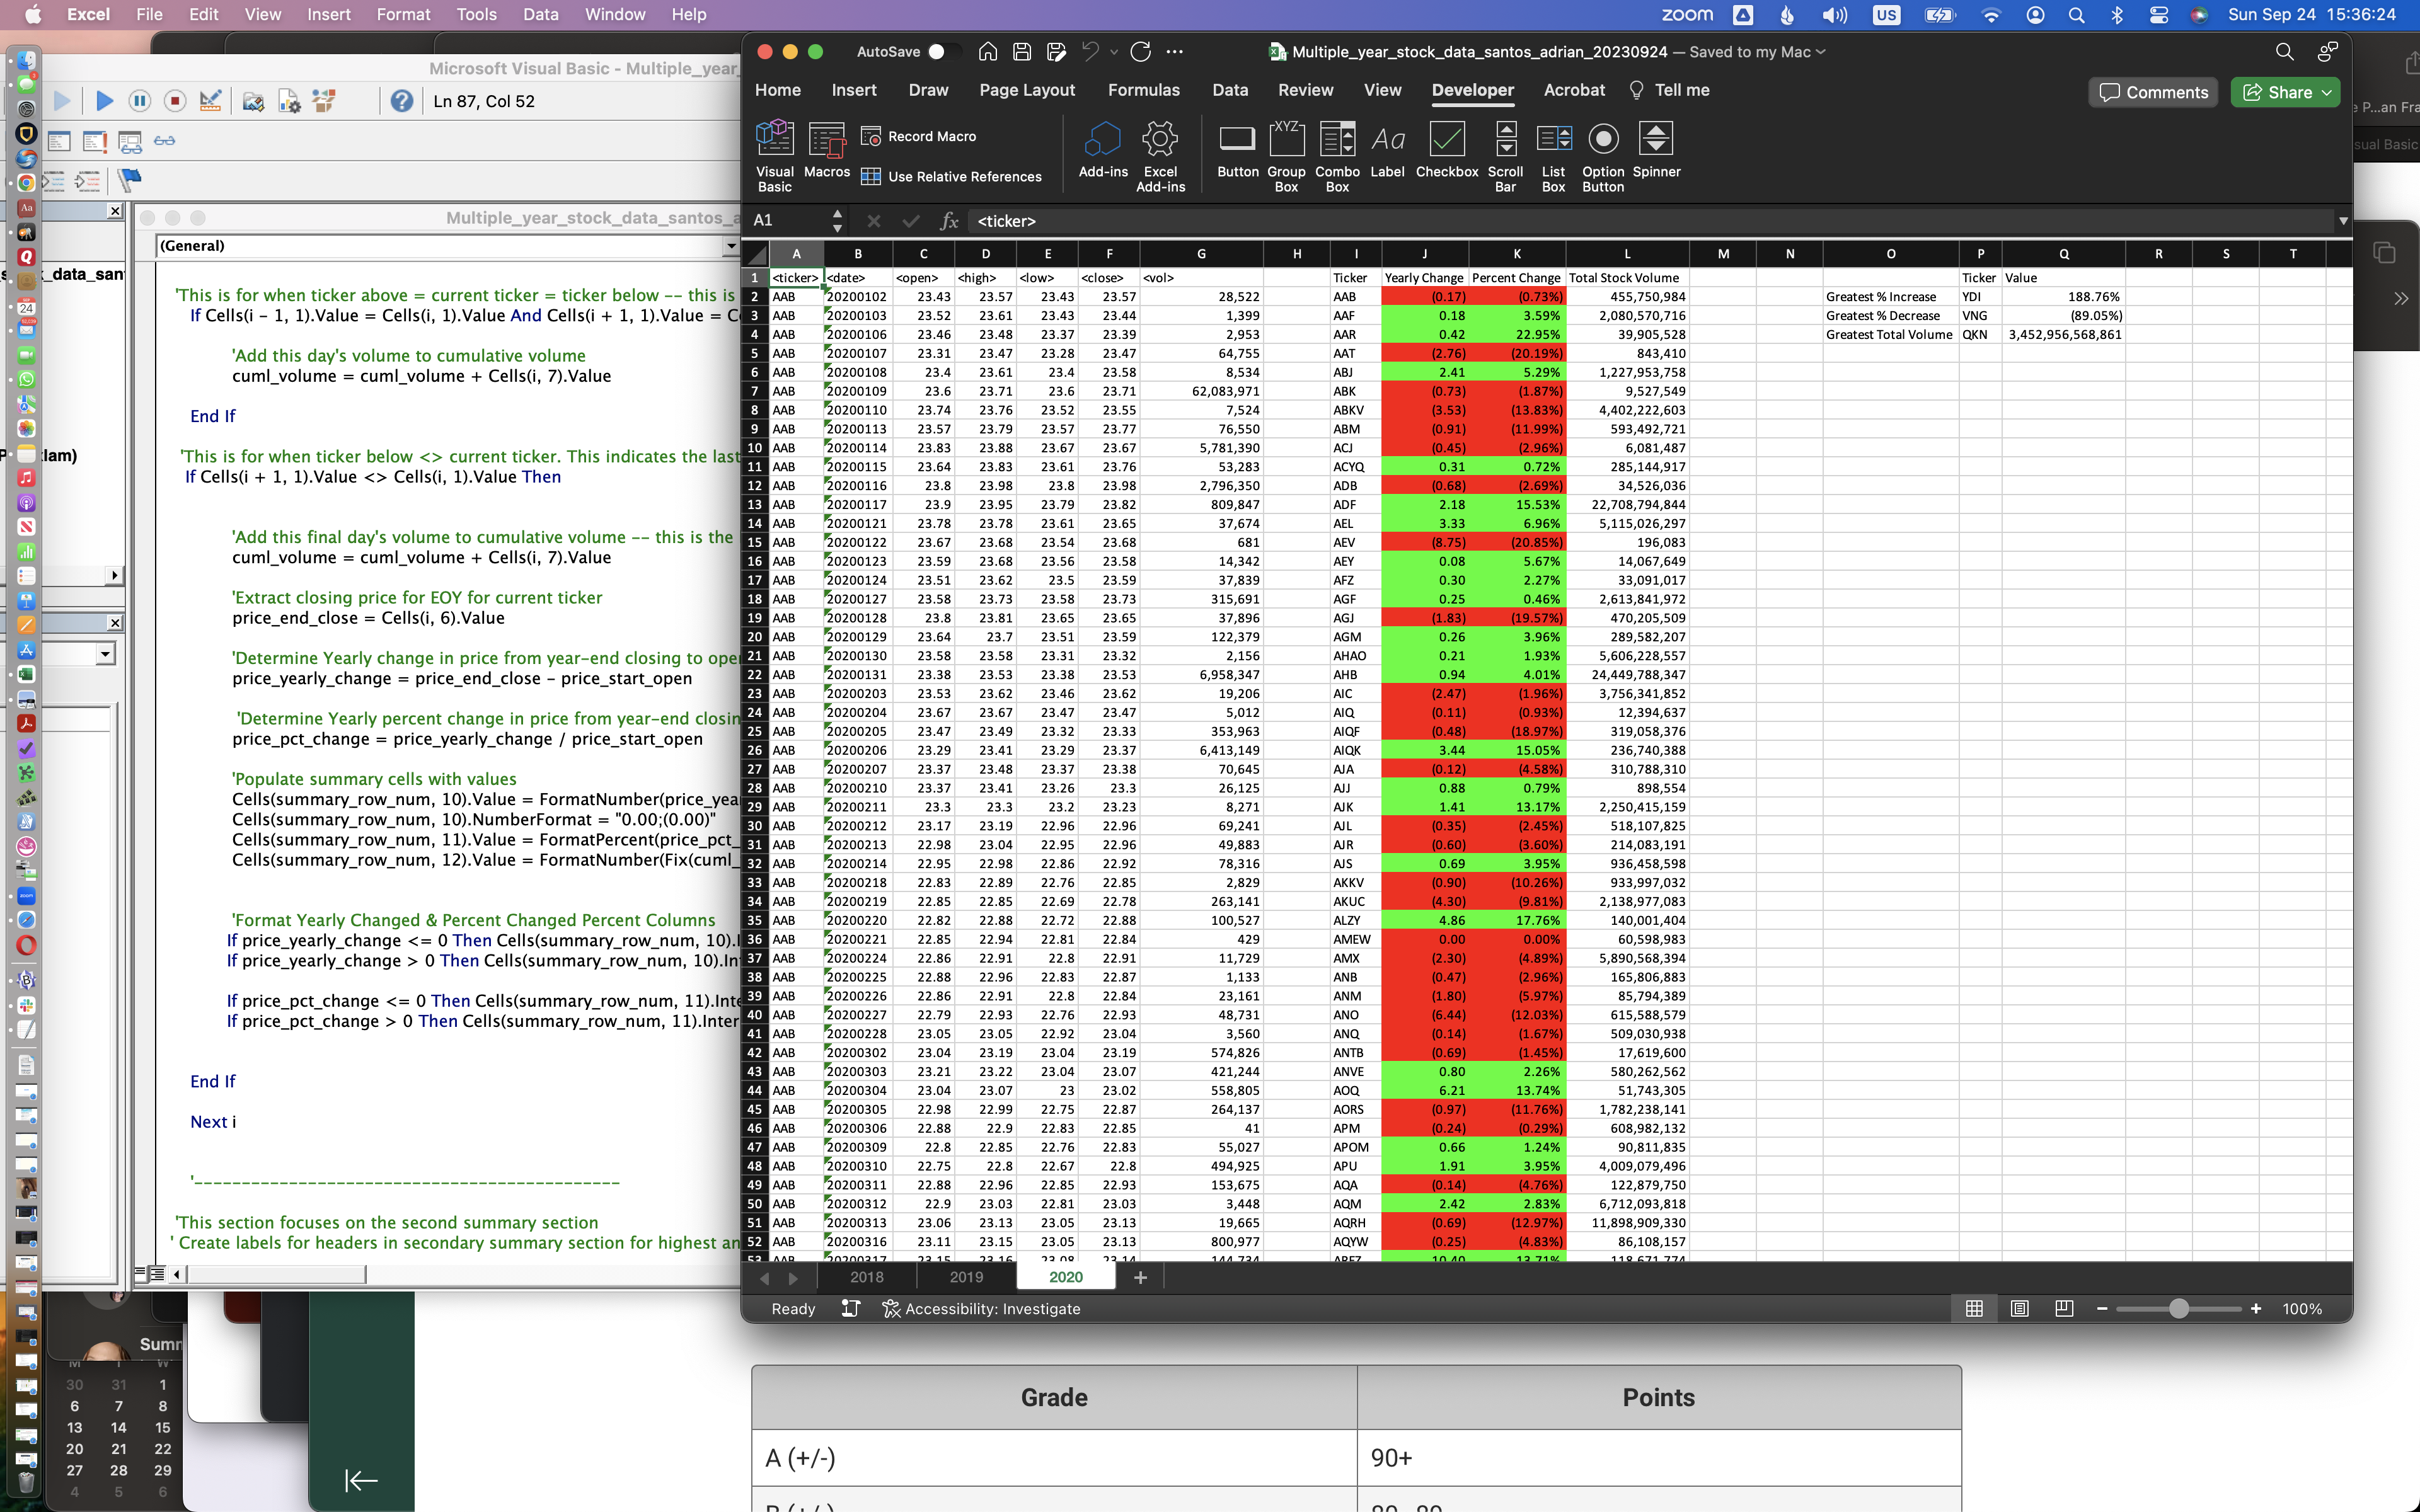 Excel File Edit View Insert Format Tools Data Window Help
zoom US Sun Sep 24 15:36:24
Microsoft Visual Basic - Multiple_year_
Ln 87, Col 52
Multiple_year_stock_data_santos_a
(General)
'This is for when ticker above = current ticker = ticker below -- this is
If Cells(i - 1, 1).Value = Cells(i, 1).Value And Cells(i + 1, 1).Value = C
'Add this day's volume to cumulative volume
cuml_volume = cuml_volume + Cells(i, 7).Value
End If
'This is for when ticker below <> current ticker. This indicates the last
If Cells(i + 1, 1).Value <> Cells(i, 1).Value Then
'Add this final day's volume to cumulative volume -- this is the
cuml_volume = cuml_volume + Cells(i, 7).Value
'Extract closing price for EOY for current ticker
price_end_close = Cells(i, 6).Value
'Determine Yearly change in price from year-end closing to ope
price_yearly_change = price_end_close - price_start_open
'Determine Yearly percent change in price from year-end closin
price_pct_change = price_yearly_change / price_start_open
'Populate summary cells with values
Cells(summary_row_num, 10).Value = FormatNumber(price_yea
Cells(summary_row_num, 10).NumberFormat = "0.00;(0.00)"
Cells(summary_row_num, 11).Value = FormatPercent(price_pct_
Cells(summary_row_num, 12).Value = FormatNumber(Fix(cuml_
'Format Yearly Changed & Percent Changed Percent Columns
If price_yearly_change <= 0 Then Cells(summary_row_num, 10).I
If price_yearly_change > 0 Then Cells(summary_row_num, 10).In
If price_pct_change <= 0 Then Cells(summary_row_num, 11).Inte
If price_pct_change > 0 Then Cells(summary_row_num, 11).Inter
End If
Next i
'---------------------------------------------
'This section focuses on the second summary section
' Create labels for headers in secondary summary section for highest an
AutoSave Multiple_year_stock_data_santos_adrian_20230924 — Saved to my Mac
Home Insert Draw Page Layout Formulas Data Review View Developer Acrobat Tell me Comments Share
Visual Basic Macros Record Macro Use Relative References Add-ins Excel Add-ins Button Group Box Combo Box Label Checkbox Scroll Bar List Box Option Button Spinner
A1 fx <ticker>
A B C D E F G H I J K L M N O P Q R S T
1 <ticker> <date> <open> <high> <low> <close> <vol> Ticker Yearly Change Percent Change Total Stock Volume Ticker Value
2 AAB 20200102 23.43 23.57 23.43 23.57 28,522 AAB (0.17) (0.73%) 455,750,984 Greatest % Increase YDI 188.76%
3 AAB 20200103 23.52 23.61 23.43 23.44 1,399 AAF 0.18 3.59% 2,080,570,716 Greatest % Decrease VNG (89.05%)
4 AAB 20200106 23.46 23.48 23.37 23.39 2,953 AAR 0.42 22.95% 39,905,528 Greatest Total Volume QKN 3,452,956,568,861
5 AAB 20200107 23.31 23.47 23.28 23.47 64,755 AAT (2.76) (20.19%) 843,410
6 AAB 20200108 23.4 23.61 23.4 23.58 8,534 ABJ 2.41 5.29% 1,227,953,758
7 AAB 20200109 23.6 23.71 23.6 23.71 62,083,971 ABK (0.73) (1.87%) 9,527,549
8 AAB 20200110 23.74 23.76 23.52 23.55 7,524 ABKV (3.53) (13.83%) 4,402,222,603
9 AAB 20200113 23.57 23.79 23.57 23.77 76,550 ABM (0.91) (11.99%) 593,492,721
10 AAB 20200114 23.83 23.88 23.67 23.67 5,781,390 ACJ (0.45) (2.96%) 6,081,487
11 AAB 20200115 23.64 23.83 23.61 23.76 53,283 ACYQ 0.31 0.72% 285,144,917
12 AAB 20200116 23.8 23.98 23.8 23.98 2,796,350 ADB (0.68) (2.69%) 34,526,036
13 AAB 20200117 23.9 23.95 23.79 23.82 809,847 ADF 2.18 15.53% 22,708,794,844
14 AAB 20200121 23.78 23.78 23.61 23.65 37,674 AEL 3.33 6.96% 5,115,026,297
15 AAB 20200122 23.67 23.68 23.54 23.68 681 AEV (8.75) (20.85%) 196,083
16 AAB 20200123 23.59 23.68 23.56 23.58 14,342 AEY 0.08 5.67% 14,067,649
17 AAB 20200124 23.51 23.62 23.5 23.59 37,839 AFZ 0.30 2.27% 33,091,017
18 AAB 20200127 23.58 23.73 23.58 23.73 315,691 AGF 0.25 0.46% 2,613,841,972
19 AAB 20200128 23.8 23.81 23.65 23.65 37,896 AGJ (1.83) (19.57%) 470,205,509
20 AAB 20200129 23.64 23.7 23.51 23.59 122,379 AGM 0.26 3.96% 289,582,207
21 AAB 20200130 23.58 23.58 23.31 23.32 2,156 AHAO 0.21 1.93% 5,606,228,557
22 AAB 20200131 23.38 23.53 23.38 23.53 6,958,347 AHB 0.94 4.01% 24,449,788,347
23 AAB 20200203 23.53 23.62 23.46 23.62 19,206 AIC (2.47) (1.96%) 3,756,341,852
24 AAB 20200204 23.67 23.67 23.47 23.47 5,012 AIQ (0.11) (0.93%) 12,394,637
25 AAB 20200205 23.47 23.49 23.32 23.33 353,963 AIQF (0.48) (18.97%) 319,058,376
26 AAB 20200206 23.29 23.41 23.29 23.37 6,413,149 AIQK 3.44 15.05% 236,740,388
27 AAB 20200207 23.37 23.48 23.37 23.38 70,645 AJA (0.12) (4.58%) 310,788,310
28 AAB 20200210 23.37 23.41 23.26 23.3 26,125 AJJ 0.88 0.79% 898,554
29 AAB 20200211 23.3 23.3 23.2 23.23 8,271 AJK 1.41 13.17% 2,250,415,159
30 AAB 20200212 23.17 23.19 22.96 22.96 69,241 AJL (0.35) (2.45%) 518,107,825
31 AAB 20200213 22.98 23.04 22.95 22.96 49,883 AJR (0.60) (3.60%) 214,083,191
32 AAB 20200214 22.95 22.98 22.86 22.92 78,316 AJS 0.69 3.95% 936,458,598
33 AAB 20200218 22.83 22.89 22.76 22.85 2,829 AKKV (0.90) (10.26%) 933,997,032
34 AAB 20200219 22.85 22.85 22.69 22.78 263,141 AKUC (4.30) (9.81%) 2,138,977,083
35 AAB 20200220 22.82 22.88 22.72 22.88 100,527 ALZY 4.86 17.76% 140,001,404
36 AAB 20200221 22.85 22.94 22.81 22.84 429 AMEW 0.00 0.00% 60,598,983
37 AAB 20200224 22.86 22.91 22.8 22.91 11,729 AMX (2.30) (4.89%) 5,890,568,394
38 AAB 20200225 22.88 22.96 22.83 22.87 1,133 ANB (0.47) (2.96%) 165,806,883
39 AAB 20200226 22.86 22.91 22.8 22.84 23,161 ANM (1.80) (5.97%) 85,794,389
40 AAB 20200227 22.79 22.93 22.76 22.93 48,731 ANO (6.44) (12.03%) 615,588,579
41 AAB 20200228 23.05 23.05 22.92 23.04 3,560 ANQ (0.14) (1.67%) 509,030,938
42 AAB 20200302 23.04 23.19 23.04 23.19 574,826 ANTB (0.69) (1.45%) 17,619,600
43 AAB 20200303 23.21 23.22 23.04 23.07 421,244 ANVE 0.80 2.26% 580,262,562
44 AAB 20200304 23.04 23.07 23 23.02 558,805 AOQ 6.21 13.74% 51,743,305
45 AAB 20200305 22.98 22.99 22.75 22.87 264,137 AORS (0.97) (11.76%) 1,782,238,141
46 AAB 20200306 22.88 22.9 22.83 22.85 41 APM (0.24) (0.29%) 608,982,132
47 AAB 20200309 22.8 22.85 22.76 22.83 55,027 APOM 0.66 1.24% 90,811,835
48 AAB 20200310 22.75 22.8 22.67 22.8 494,925 APU 1.91 3.95% 4,009,079,496
49 AAB 20200311 22.88 22.96 22.85 22.93 153,675 AQA (0.14) (4.76%) 122,879,750
50 AAB 20200312 22.9 23.03 22.81 23.03 3,448 AQM 2.42 2.83% 6,712,093,818
51 AAB 20200313 23.06 23.13 23.05 23.13 19,665 AQRH (0.69) (12.97%) 11,898,909,330
52 AAB 20200316 23.11 23.15 23.05 23.13 800,977 AQYW (0.25) (4.83%) 86,108,157
2018 2019 2020
Ready Accessibility: Investigate 100%
Summ
30 31 1
6 7 8
13 14 15
20 21 22
27 28 29
4 5 6
Grade Points
A (+/-) 90+